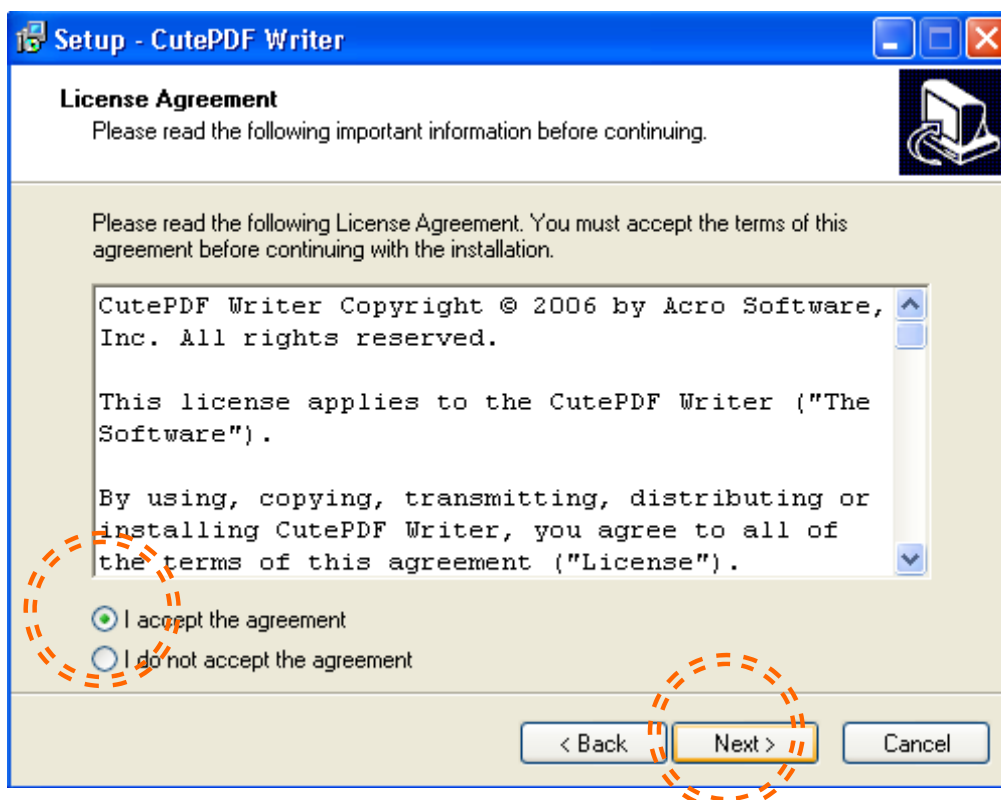 Setup - CutePDF Writer
License Agreement
Please read the following important information before continuing.
Please read the following License Agreement. You must accept the terms of this
agreement before continuing with the installation.
CutePDF Writer Copyright © 2006 by Acro Software,
Inc. All rights reserved.
This license applies to the CutePDF Writer ("The
Software").
By using, copying, transmitting, distributing or
installing CutePDF Writer, you agree to all of
the terms of this agreement ("License").
I accept the agreement
I do not accept the agreement
< Back Next > Cancel